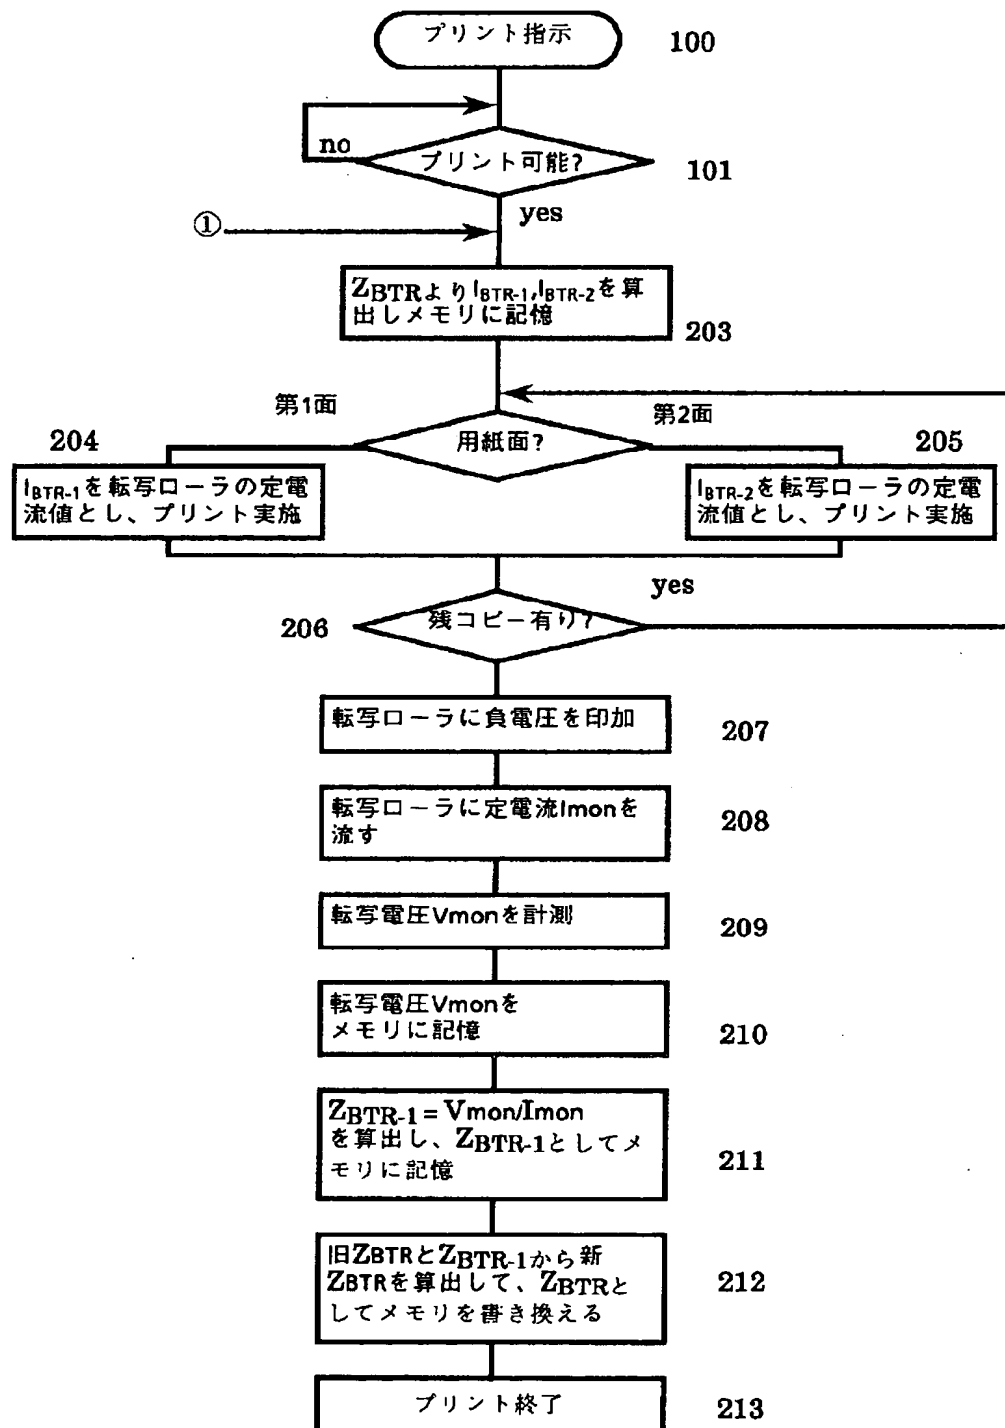 プリント指示
100
no
プリント可能?
101
yes
①
ZBTRよりIBTR-1,IBTR-2を算
出しメモリに記憶
203
第1面
第2面
204
用紙面?
205
IBTR-1を転写ローラの定電
流値とし、プリント実施
IBTR-2を転写ローラの定電
流値とし、プリント実施
yes
206
残コピー有り?
転写ローラに負電圧を印加
207
転写ローラに定電流Imonを
流す
208
転写電圧Vmonを計測
209
転写電圧Vmonを
メモリに記憶
210
ZBTR-1=Vmon/Imon
を算出し、ZBTR-1としてメ
モリに記憶
211
旧ZBTRとZBTR-1から新
ZBTRを算出して、ZBTRと
してメモリを書き換える
212
プリント終了
213